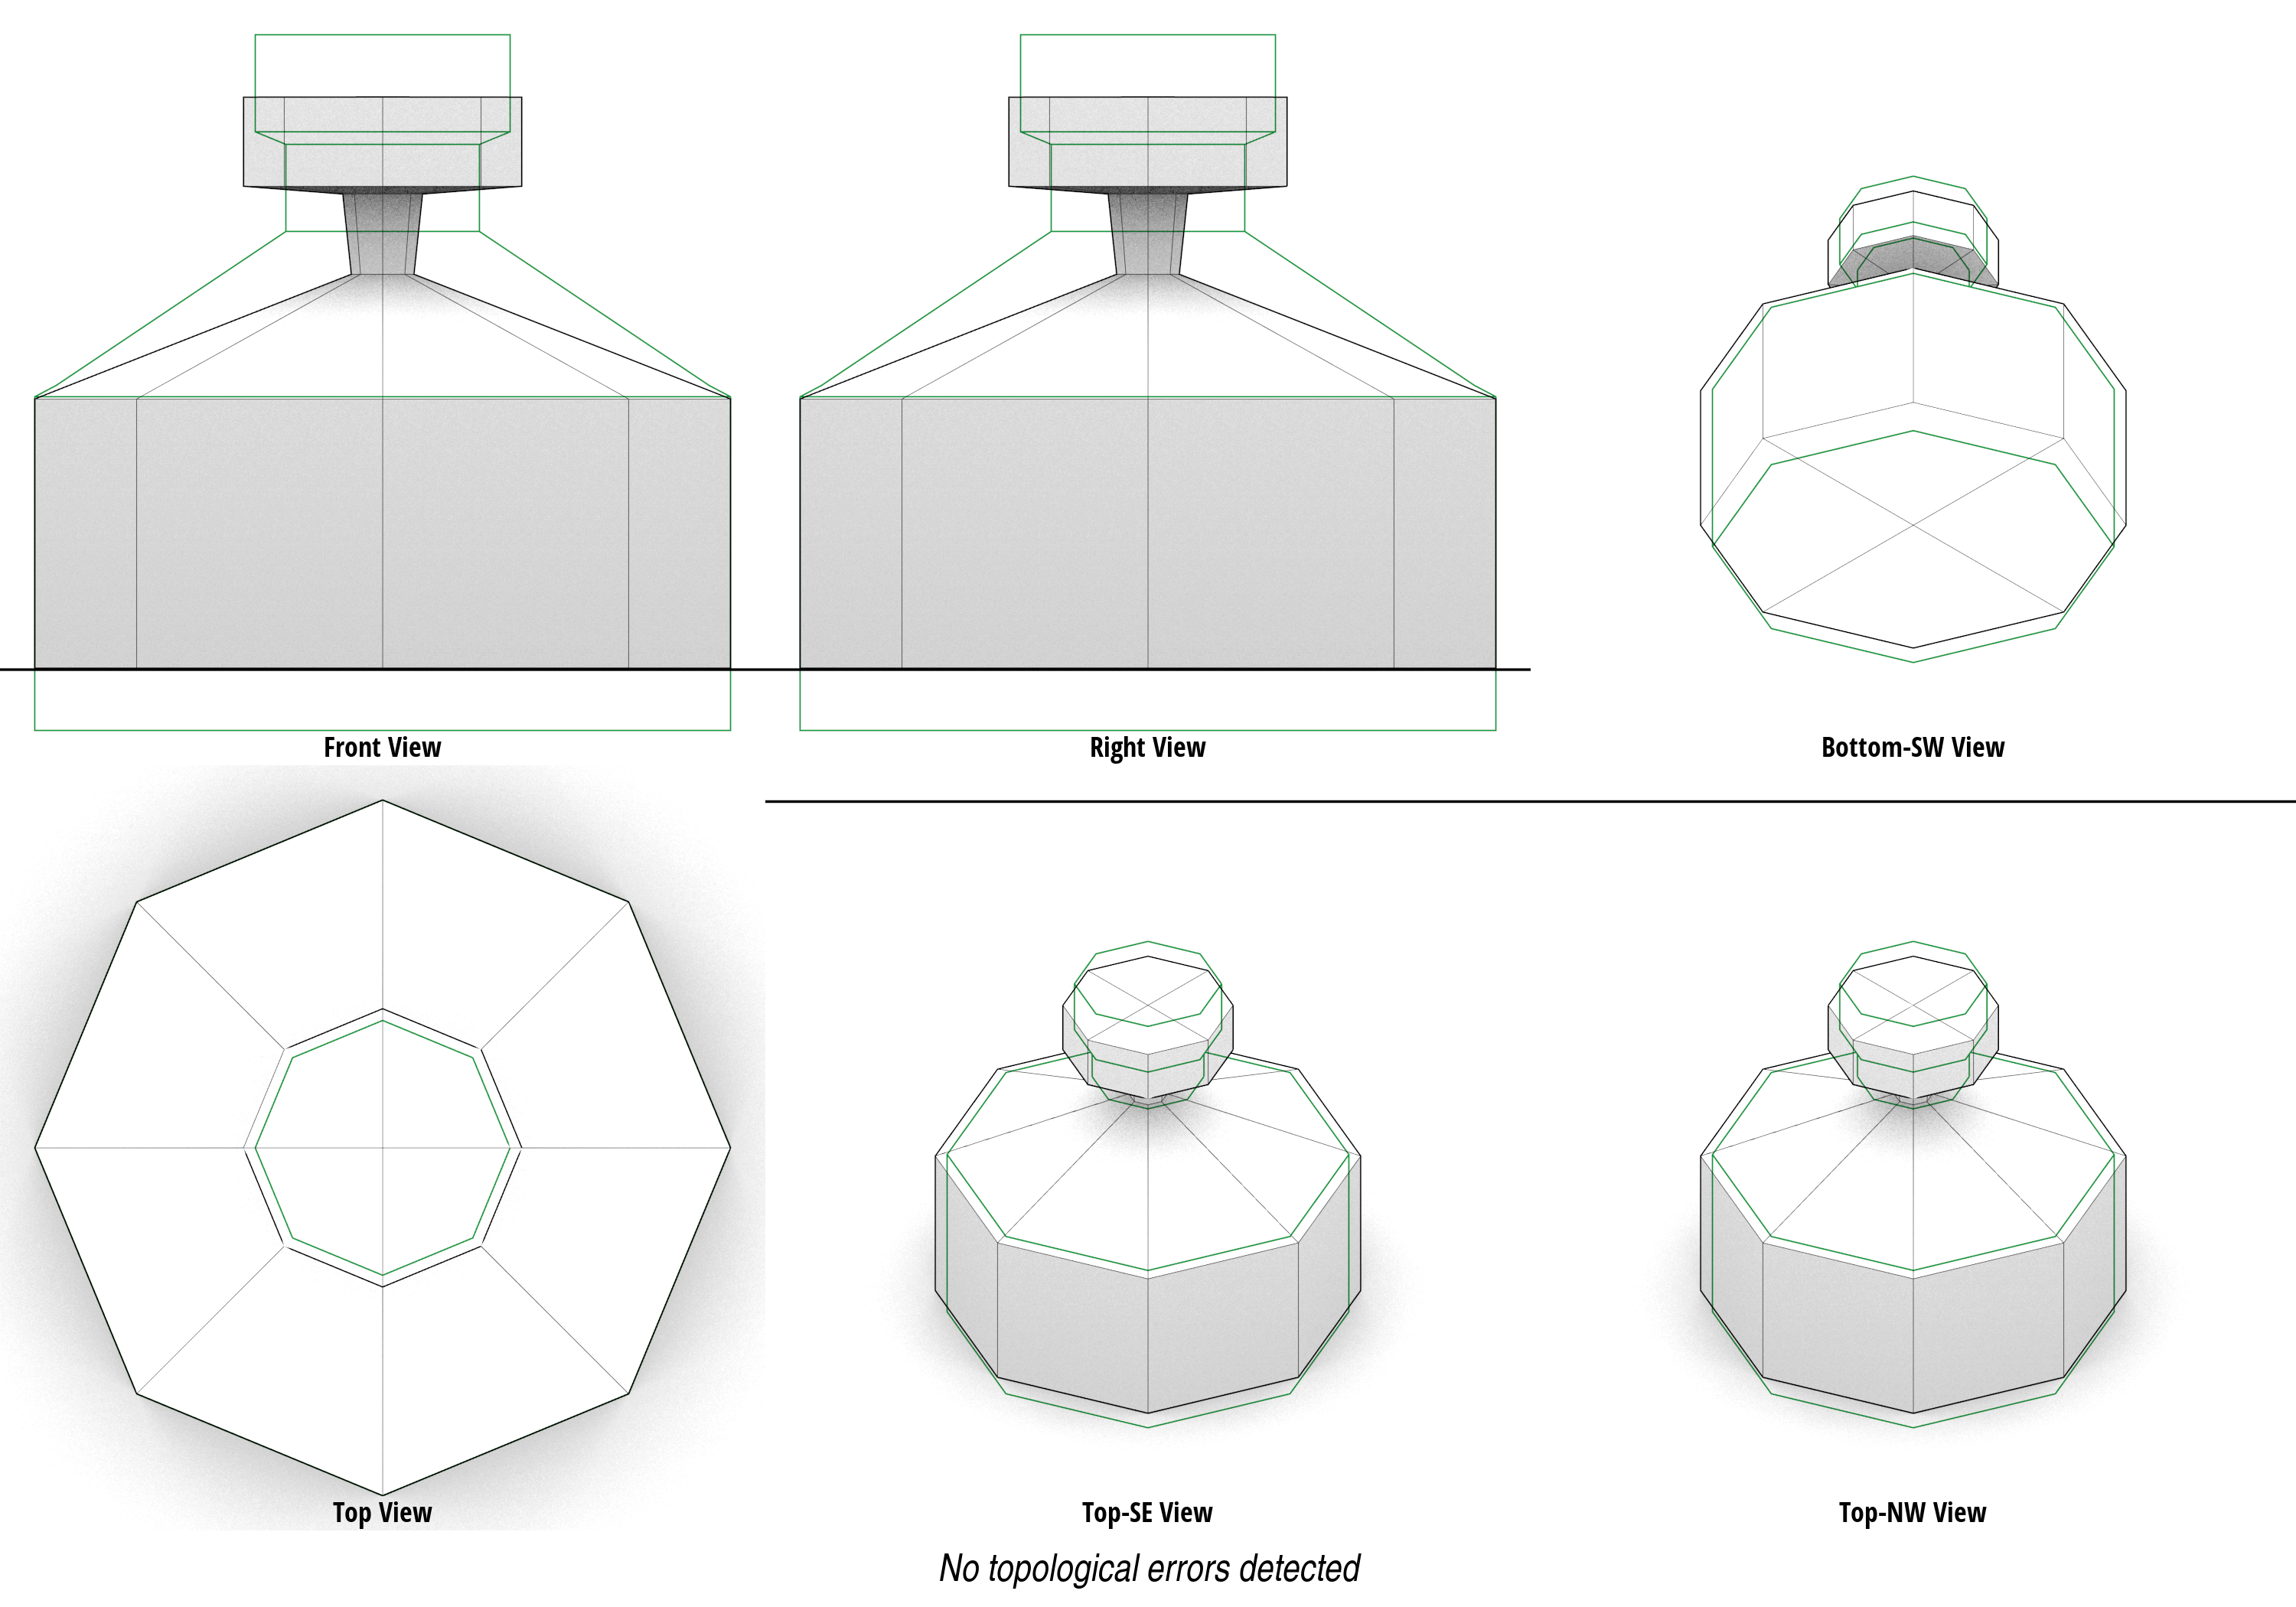 Front View
Right View
Bottom-SW View
Top View
Top-SE View
Top-NW View
No topological errors detected